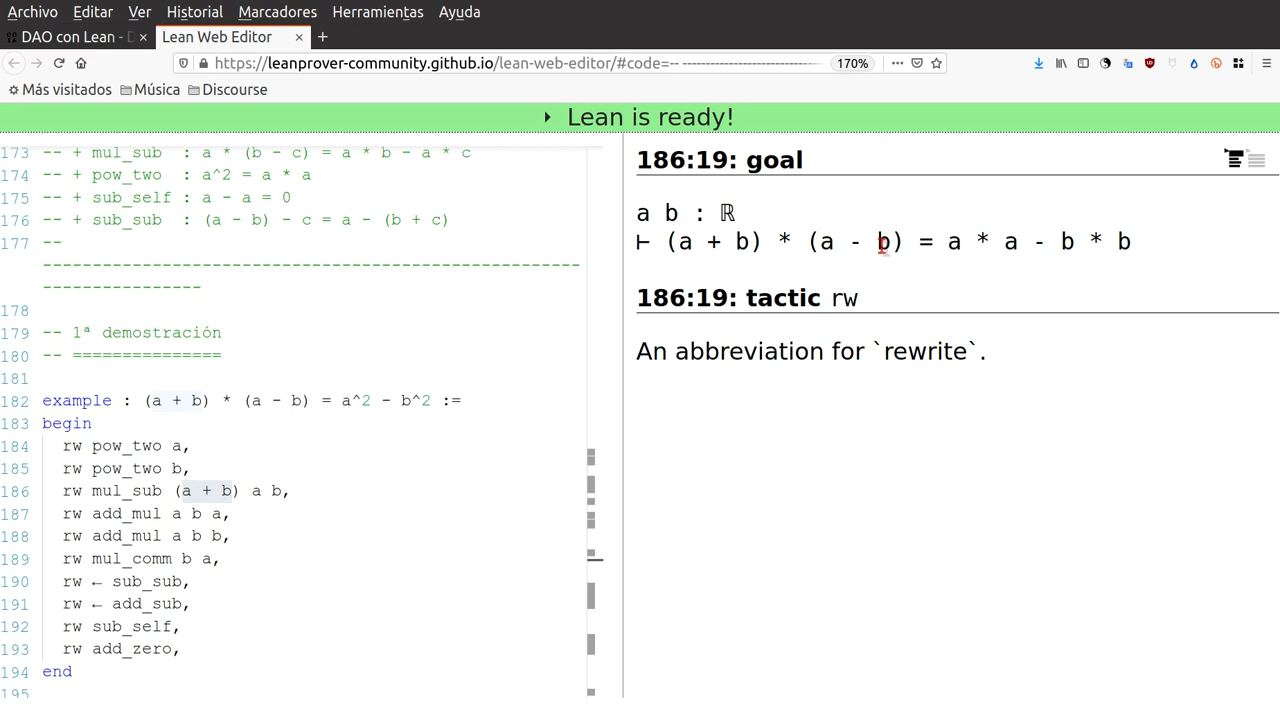 Archivo Editar Ver Historial Marcadores Herramientas Ayuda
DAO con Lean - D × Lean Web Editor × +
https://leanprover-community.github.io/lean-web-editor/#code=-- -------------------------------- 170%
Más visitados Música Discourse
Lean is ready!
173 -- + mul_sub : a * (b - c) = a * b - a * c
174 -- + pow_two : a^2 = a * a
175 -- + sub_self : a - a = 0
176 -- + sub_sub : (a - b) - c = a - (b + c)
177 --
------------------------------------------------------
----------------
178
179 -- 1ª demostración
180 -- ===============
181
182 example : (a + b) * (a - b) = a^2 - b^2 :=
183 begin
184 rw pow_two a,
185 rw pow_two b,
186 rw mul_sub (a + b) a b,
187 rw add_mul a b a,
188 rw add_mul a b b,
189 rw mul_comm b a,
190 rw ← sub_sub,
191 rw ← add_sub,
192 rw sub_self,
193 rw add_zero,
194 end
195
186:19: goal
a b : ℝ
⊢ (a + b) * (a - b) = a * a - b * b
186:19: tactic rw
An abbreviation for `rewrite`.